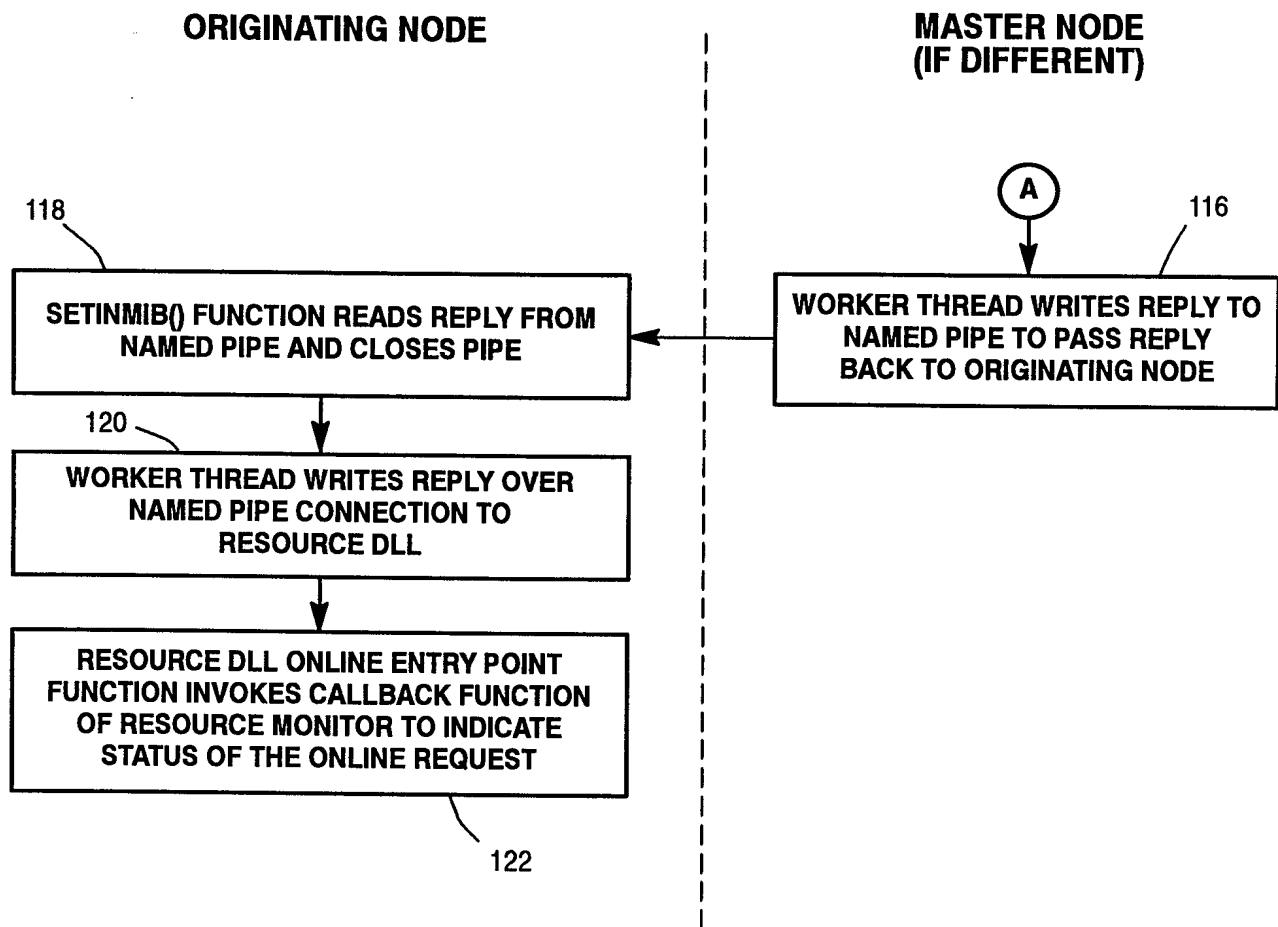 ORIGINATING NODE
MASTER NODE
(IF DIFFERENT)
A
116
WORKER THREAD WRITES REPLY TO
NAMED PIPE TO PASS REPLY
BACK TO ORIGINATING NODE
118
SETINMIB() FUNCTION READS REPLY FROM
NAMED PIPE AND CLOSES PIPE
120
WORKER THREAD WRITES REPLY OVER
NAMED PIPE CONNECTION TO
RESOURCE DLL
RESOURCE DLL ONLINE ENTRY POINT
FUNCTION INVOKES CALLBACK FUNCTION
OF RESOURCE MONITOR TO INDICATE
STATUS OF THE ONLINE REQUEST
122